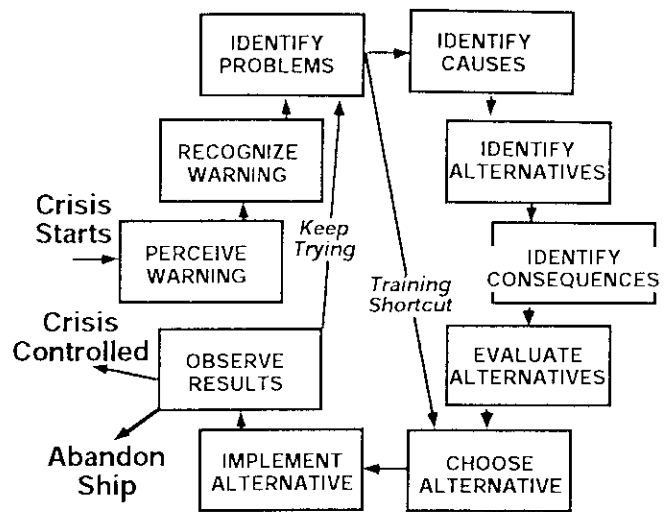 IDENTIFY
PROBLEMS
IDENTIFY
CAUSES
RECOGNIZE
WARNING
IDENTIFY
ALTERNATIVES
Crisis
Starts
PERCEIVE
WARNING
Keep
Trying
Training
Shortcut
IDENTIFY
CONSEQUENCES
Crisis
Controlled
OBSERVE
RESULTS
EVALUATE
ALTERNATIVES
Abandon
Ship
IMPLEMENT
ALTERNATIVE
CHOOSE
ALTERNATIVE